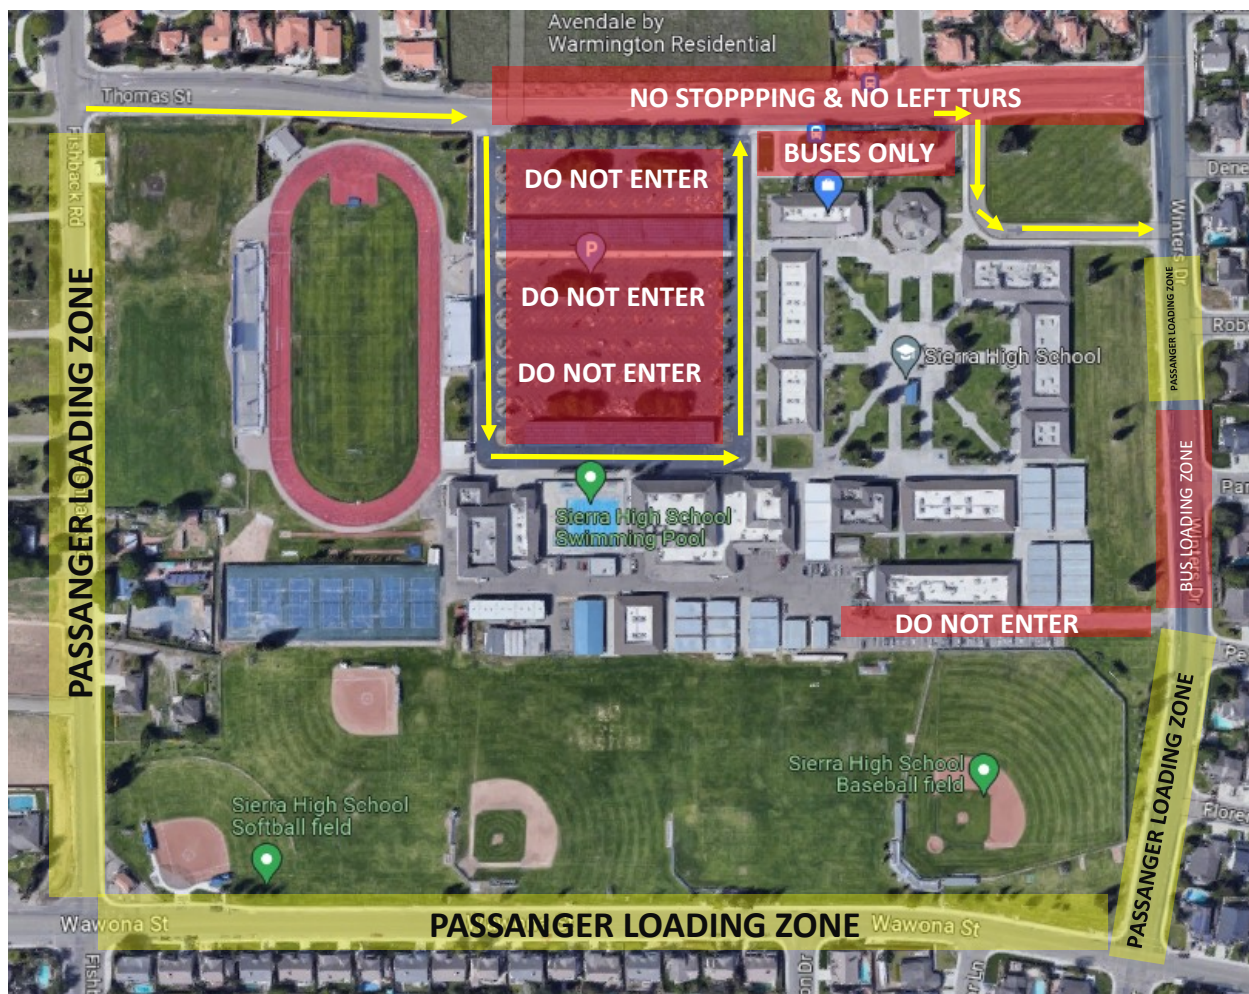 Avendale by
Warmington Residential
Thomas St
NO STOPPPING & NO LEFT TURS
BUSES ONLY
Fishback Rd
DO NOT ENTER
P
DO NOT ENTER
DO NOT ENTER
Winters Dr
PASSANGER LOADING ZONE
PASSANGER LOADING ZONE
Sierra High School
Sierra High School
Swimming Pool
BUS LOADING ZONE
Winters Dr
DO NOT ENTER
PASSANGER LOADING ZONE
Sierra High School
Baseball field
Sierra High School
Softball field
Wawona St
PASSANGER LOADING ZONE
Wawona St